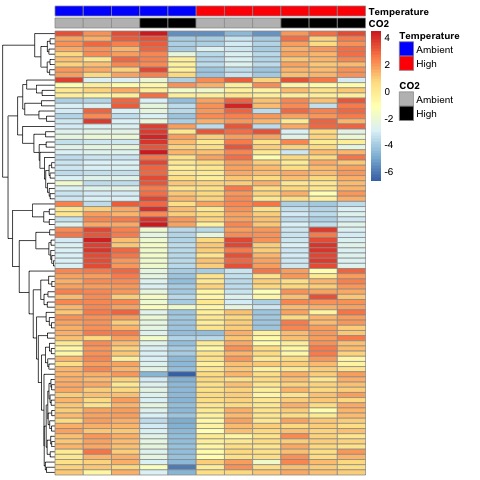 Temperature
CO2
4
2
0
-2
-4
-6
Temperature
Ambient
High
CO2
Ambient
High